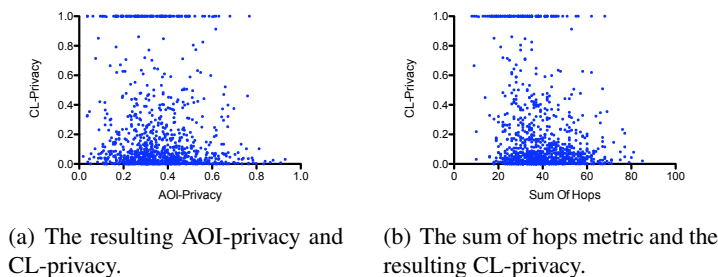 1.0
0.8
0.6
0.4
0.2
0.0
CL-Privacy
0.0 0.2 0.4 0.6 0.8 1.0
AOI-Privacy
1.0
0.8
0.6
0.4
0.2
0.0
CL-Privacy
0 20 40 60 80 100
Sum Of Hops
(a) The resulting AOI-privacy and
CL-privacy.
(b) The sum of hops metric and the
resulting CL-privacy.